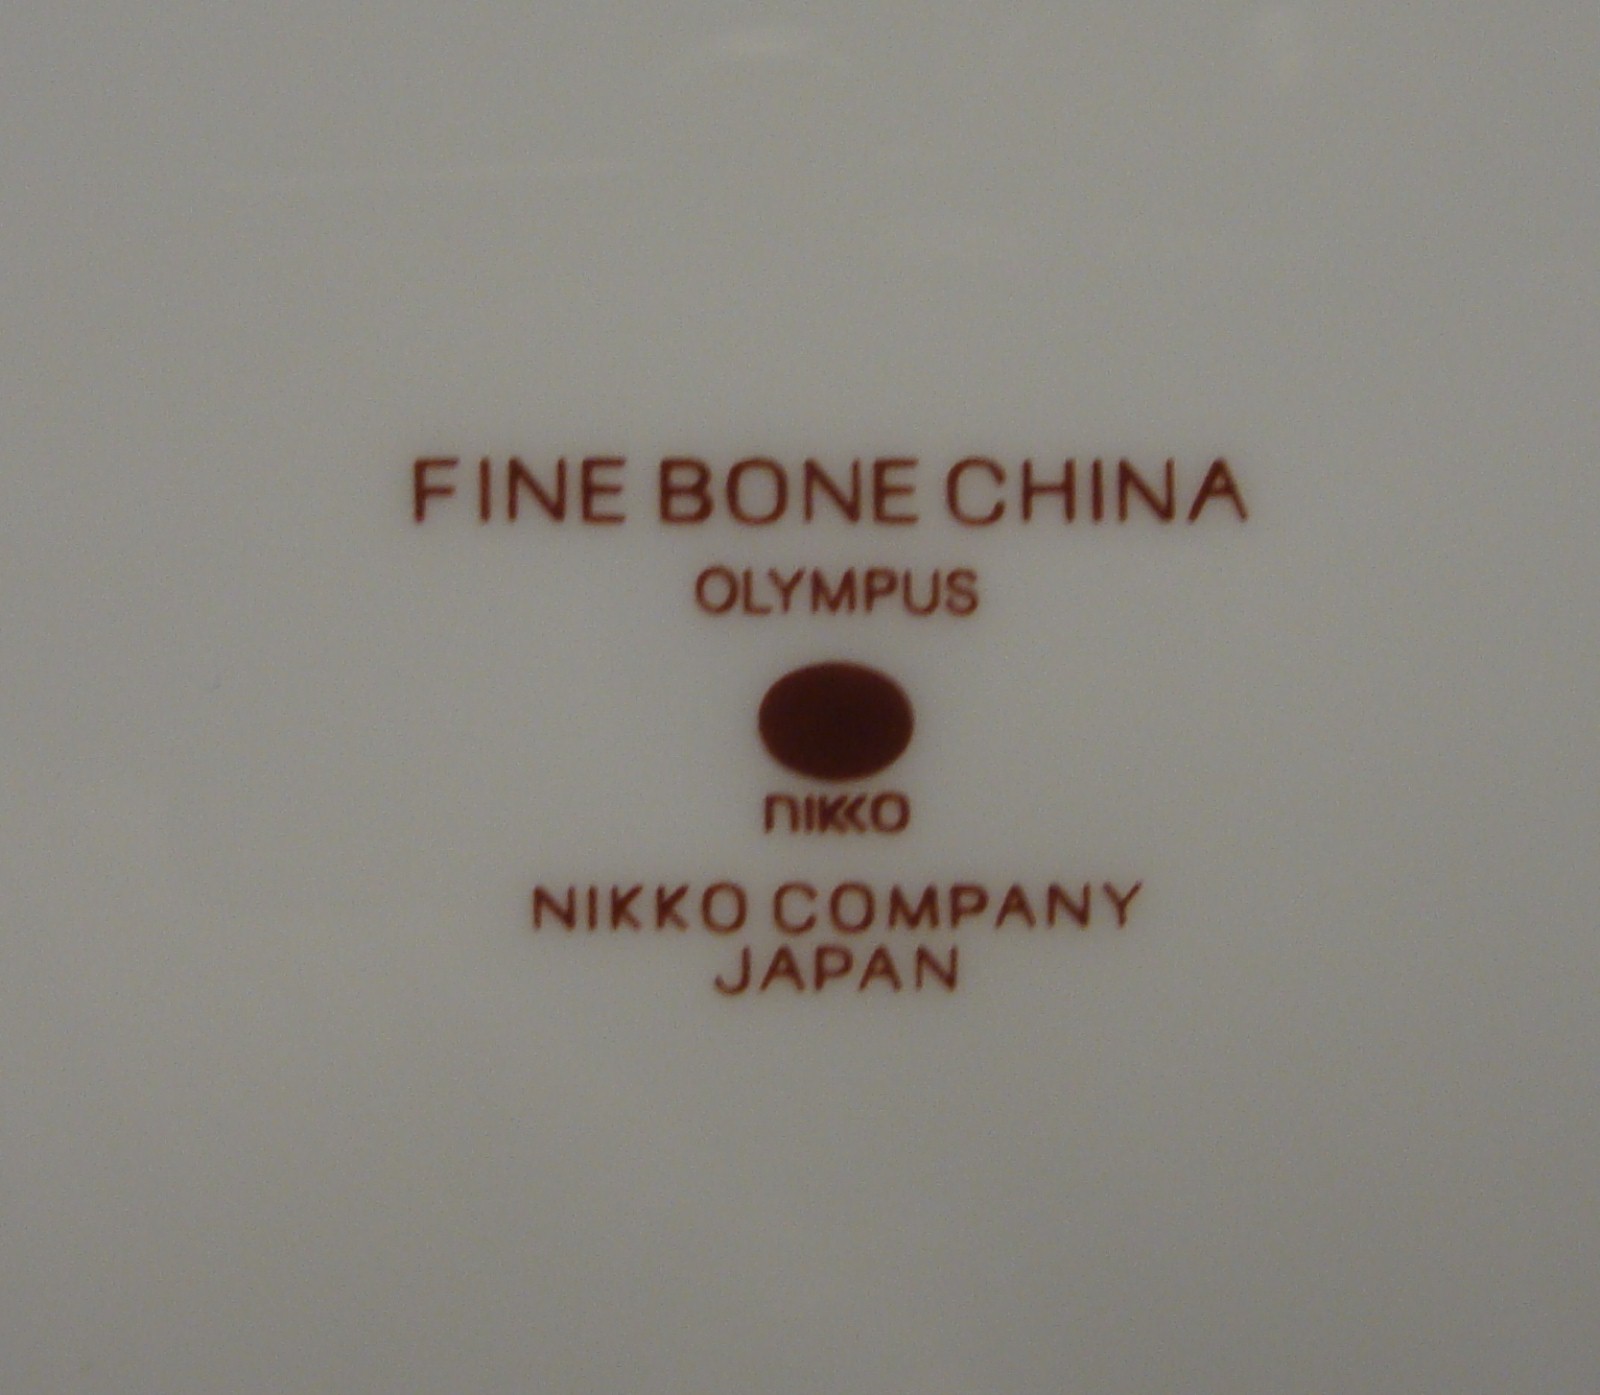 FINE BONE CHINA
OLYMPUS
nikko
NIKKO COMPANY
JAPAN